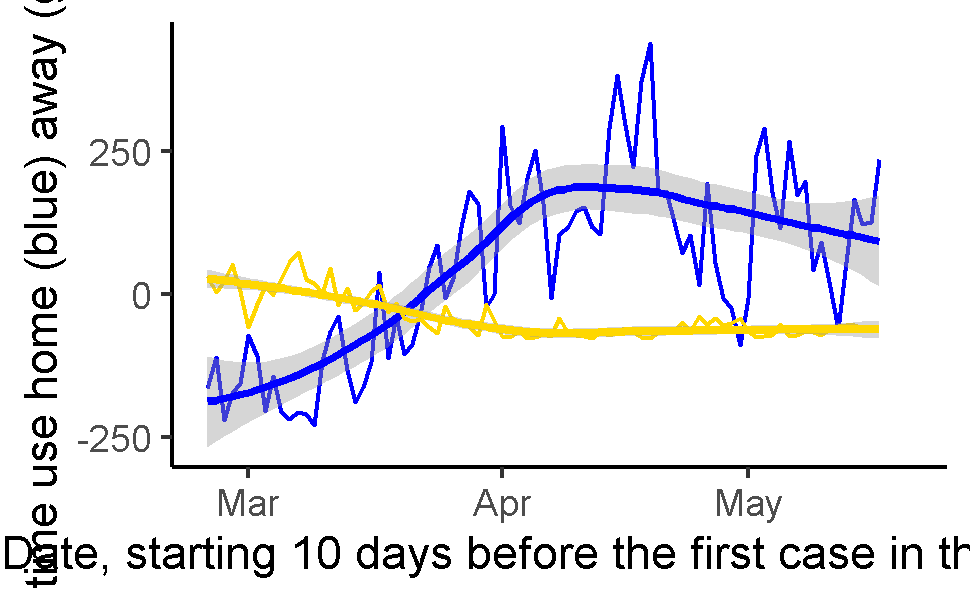 time use home (blue) away (
250
0
-250
Mar Apr May
Date, starting 10 days before the first case in